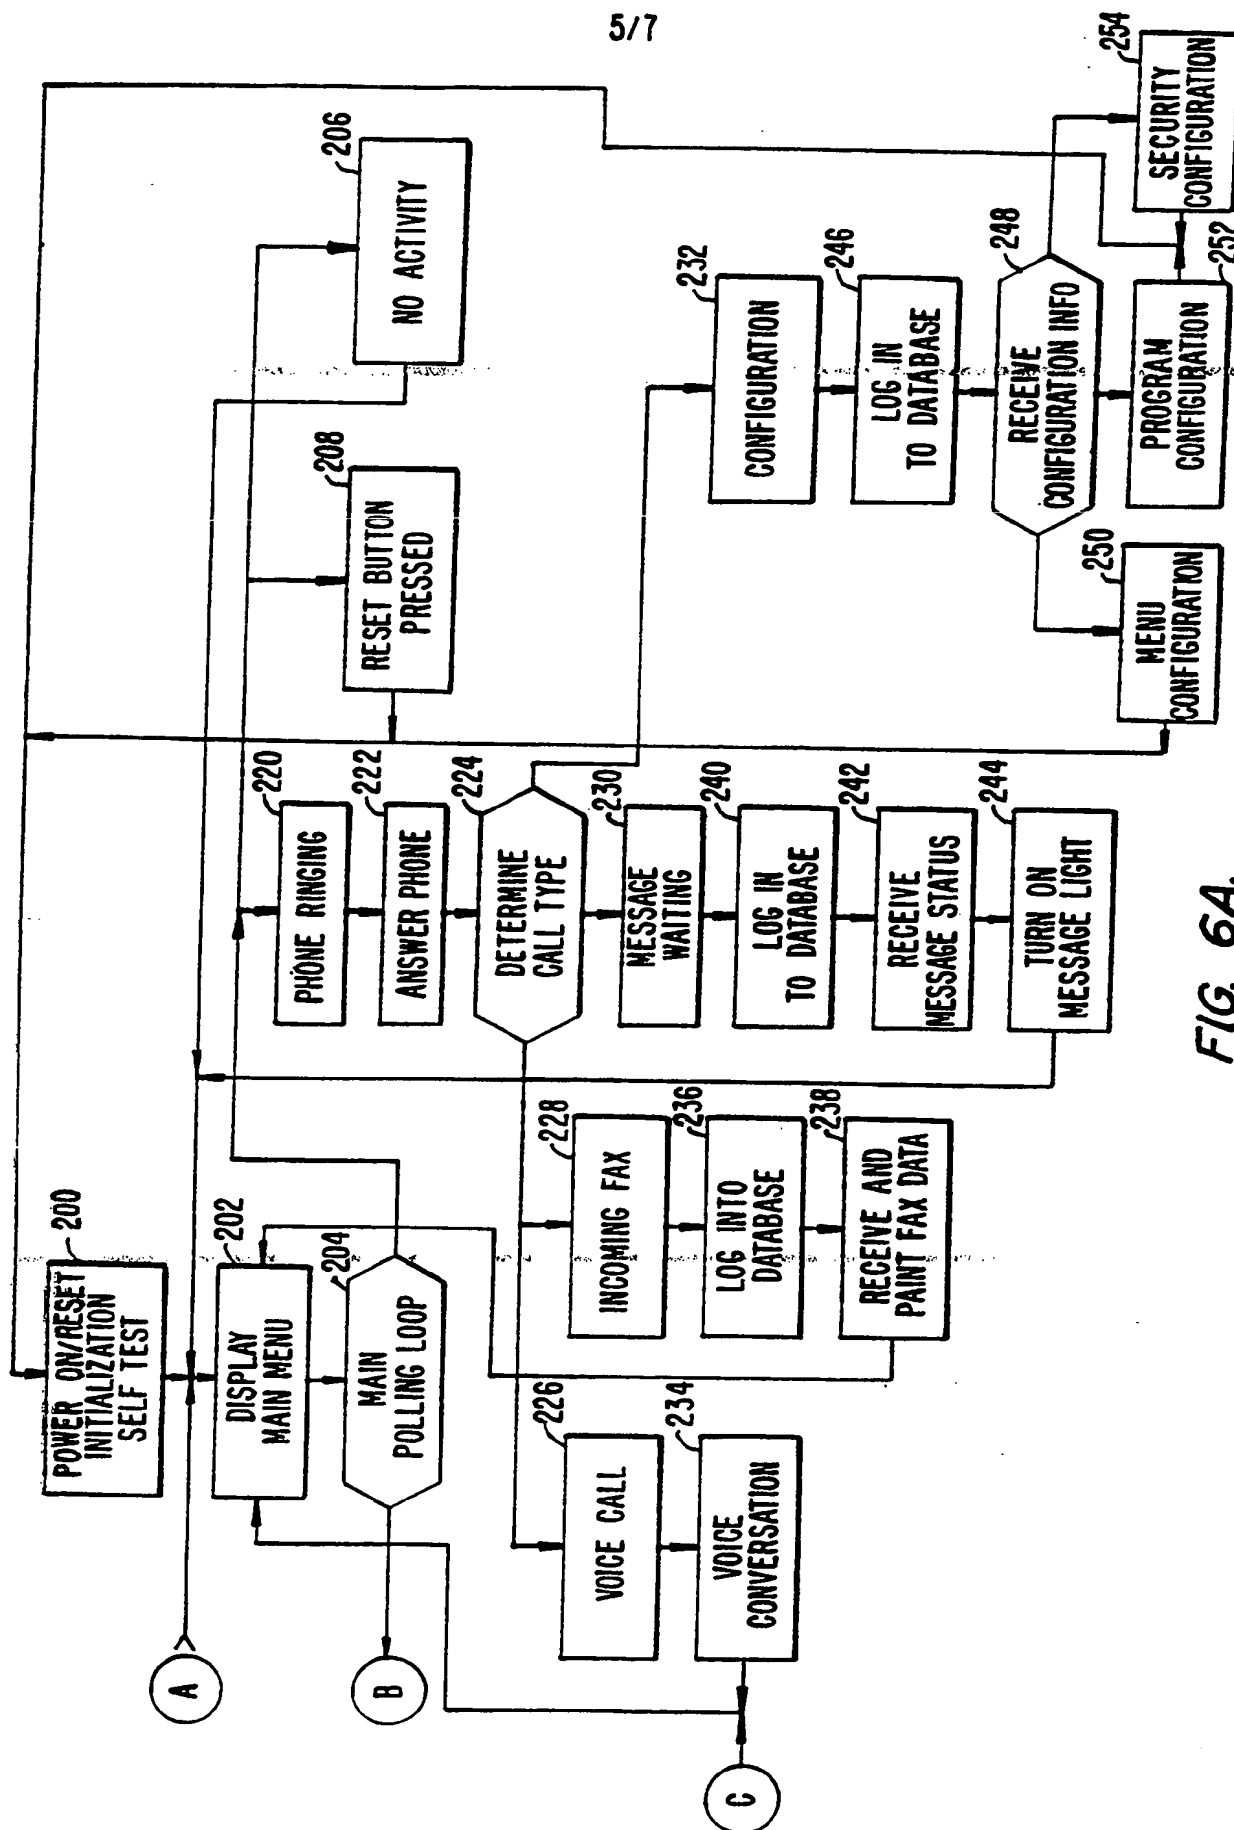 5/7
200
POWER ON/RESET
INITIALIZATION
SELF TEST
A
202
DISPLAY
MAIN MENU
204
MAIN
POLLING LOOP
B
206
NO ACTIVITY
208
RESET BUTTON
PRESSED
220
PHONE RINGING
222
ANSWER PHONE
224
DETERMINE
CALL TYPE
226
VOICE CALL
234
VOICE
CONVERSATION
C
228
INCOMING FAX
236
LOG INTO
DATABASE
238
RECEIVE AND
PAINT FAX DATA
230
MESSAGE
WAITING
240
LOG IN
TO DATABASE
242
RECEIVE
MESSAGE STATUS
244
TURN ON
MESSAGE LIGHT
232
CONFIGURATION
246
LOG IN
TO DATABASE
248
RECEIVE
CONFIGURATION INFO
250
MENU
CONFIGURATION
252
PROGRAM
CONFIGURATION
254
SECURITY
CONFIGURATION
FIG. 6A.